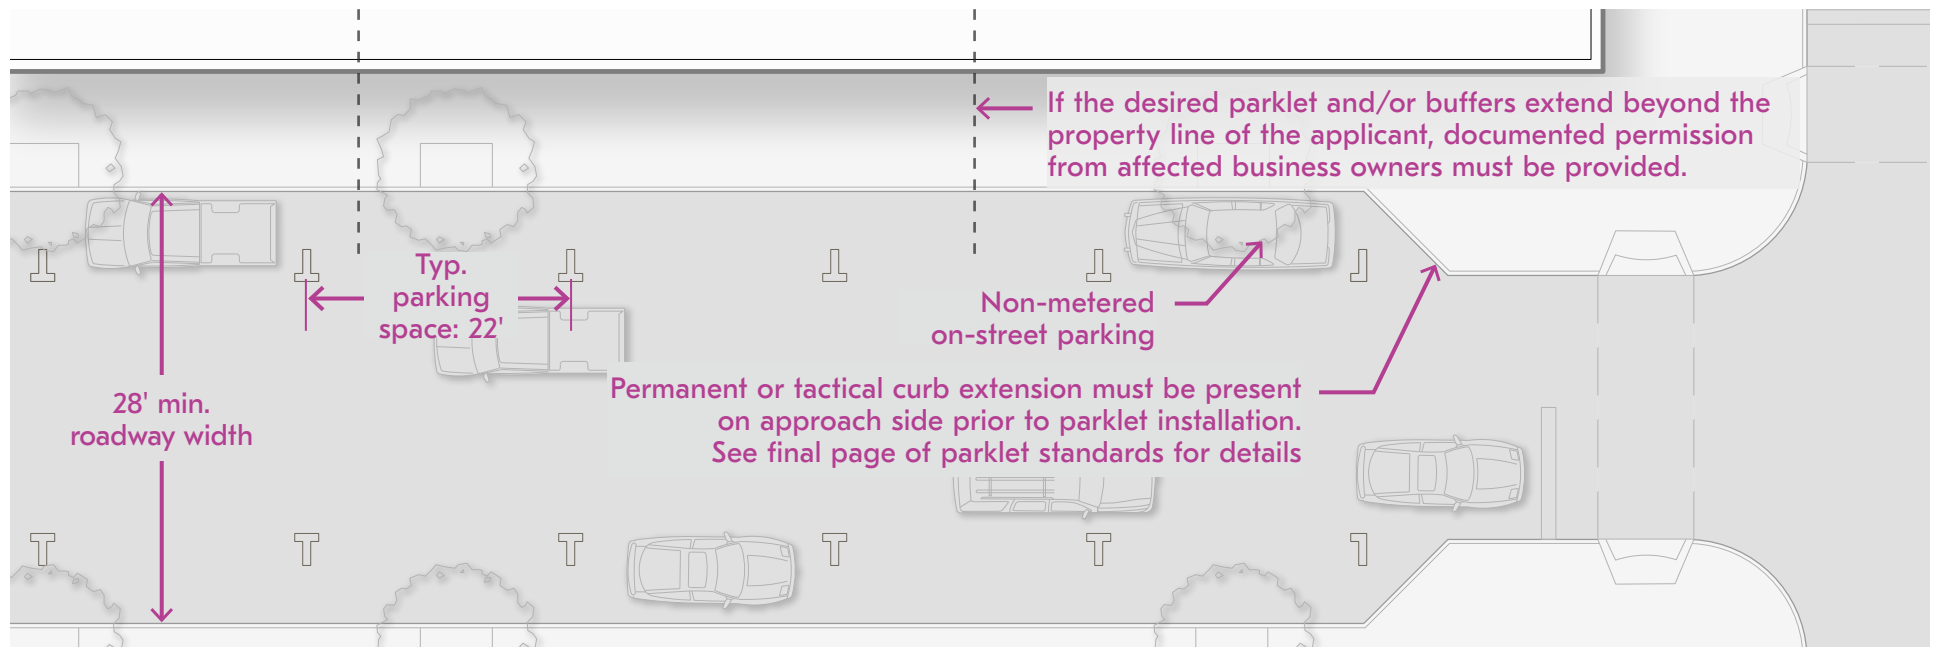 If the desired parklet and/or buffers extend beyond the
property line of the applicant, documented permission
from affected business owners must be provided.
Typ.
parking
space: 22'
Non-metered
on-street parking
28' min.
roadway width
Permanent or tactical curb extension must be present
on approach side prior to parklet installation.
See final page of parklet standards for details